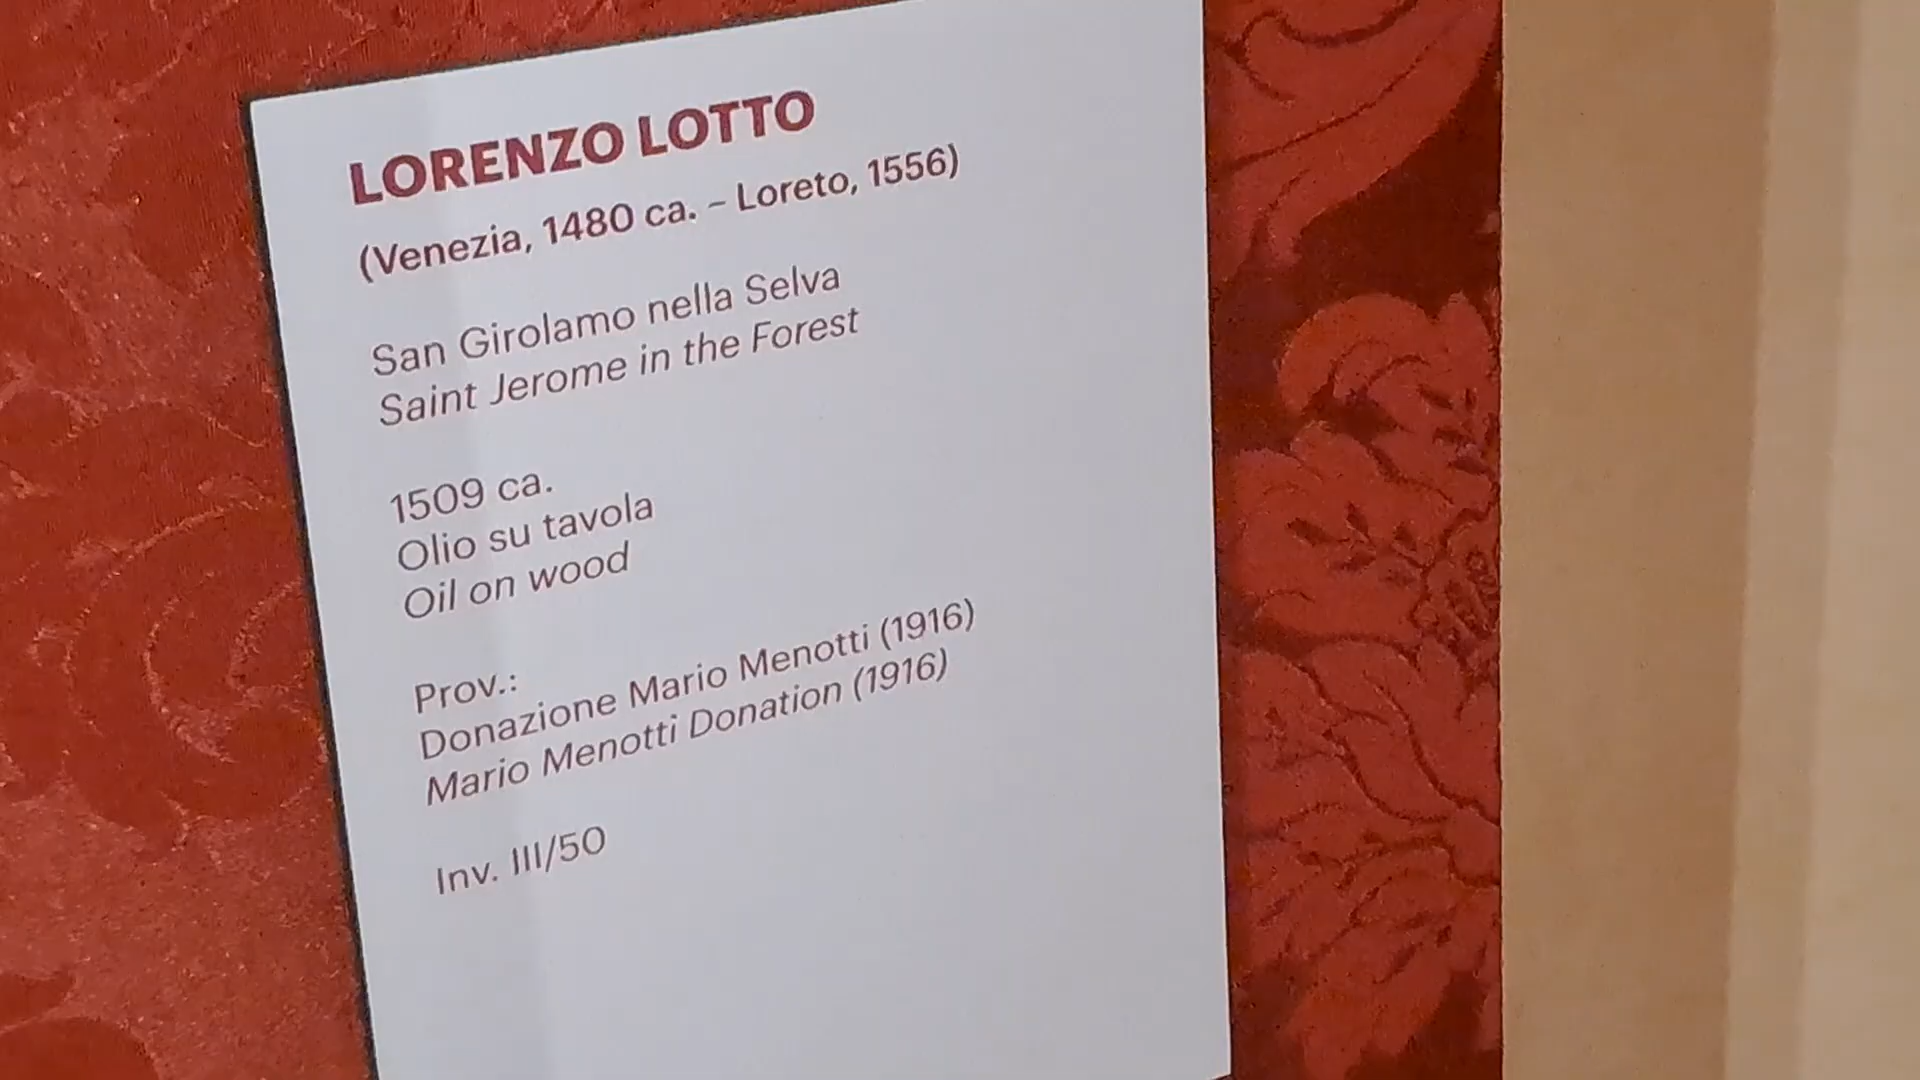 LORENZO LOTTO
(Venezia, 1480 ca. – Loreto, 1556)
San Girolamo nella Selva
Saint Jerome in the Forest
1509 ca.
Olio su tavola
Oil on wood
Prov.:
Donazione Mario Menotti (1916)
Mario Menotti Donation (1916)
Inv. III/50